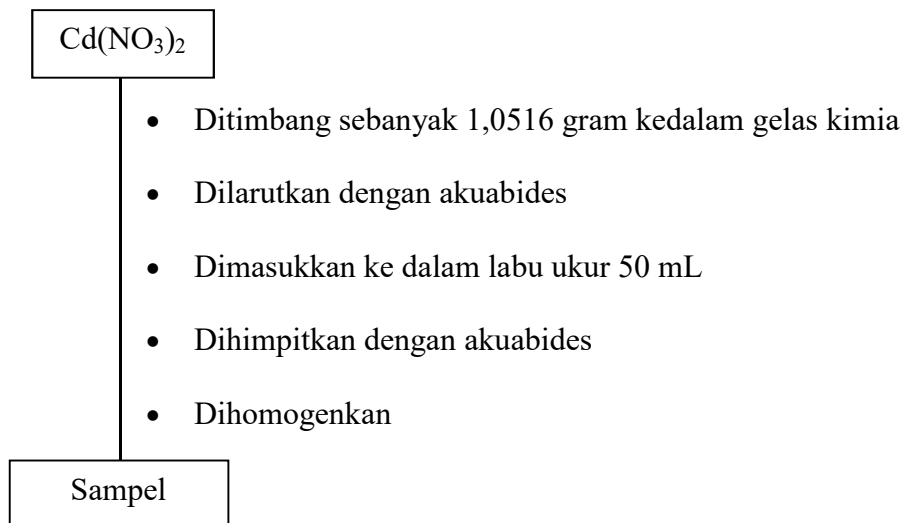 Cd(NO₃)₂
• Ditimbang sebanyak 1,0516 gram kedalam gelas kimia
• Dilarutkan dengan akuabides
• Dimasukkan ke dalam labu ukur 50 mL
• Dihimpitkan dengan akuabides
• Dihomogenkan
Sampel